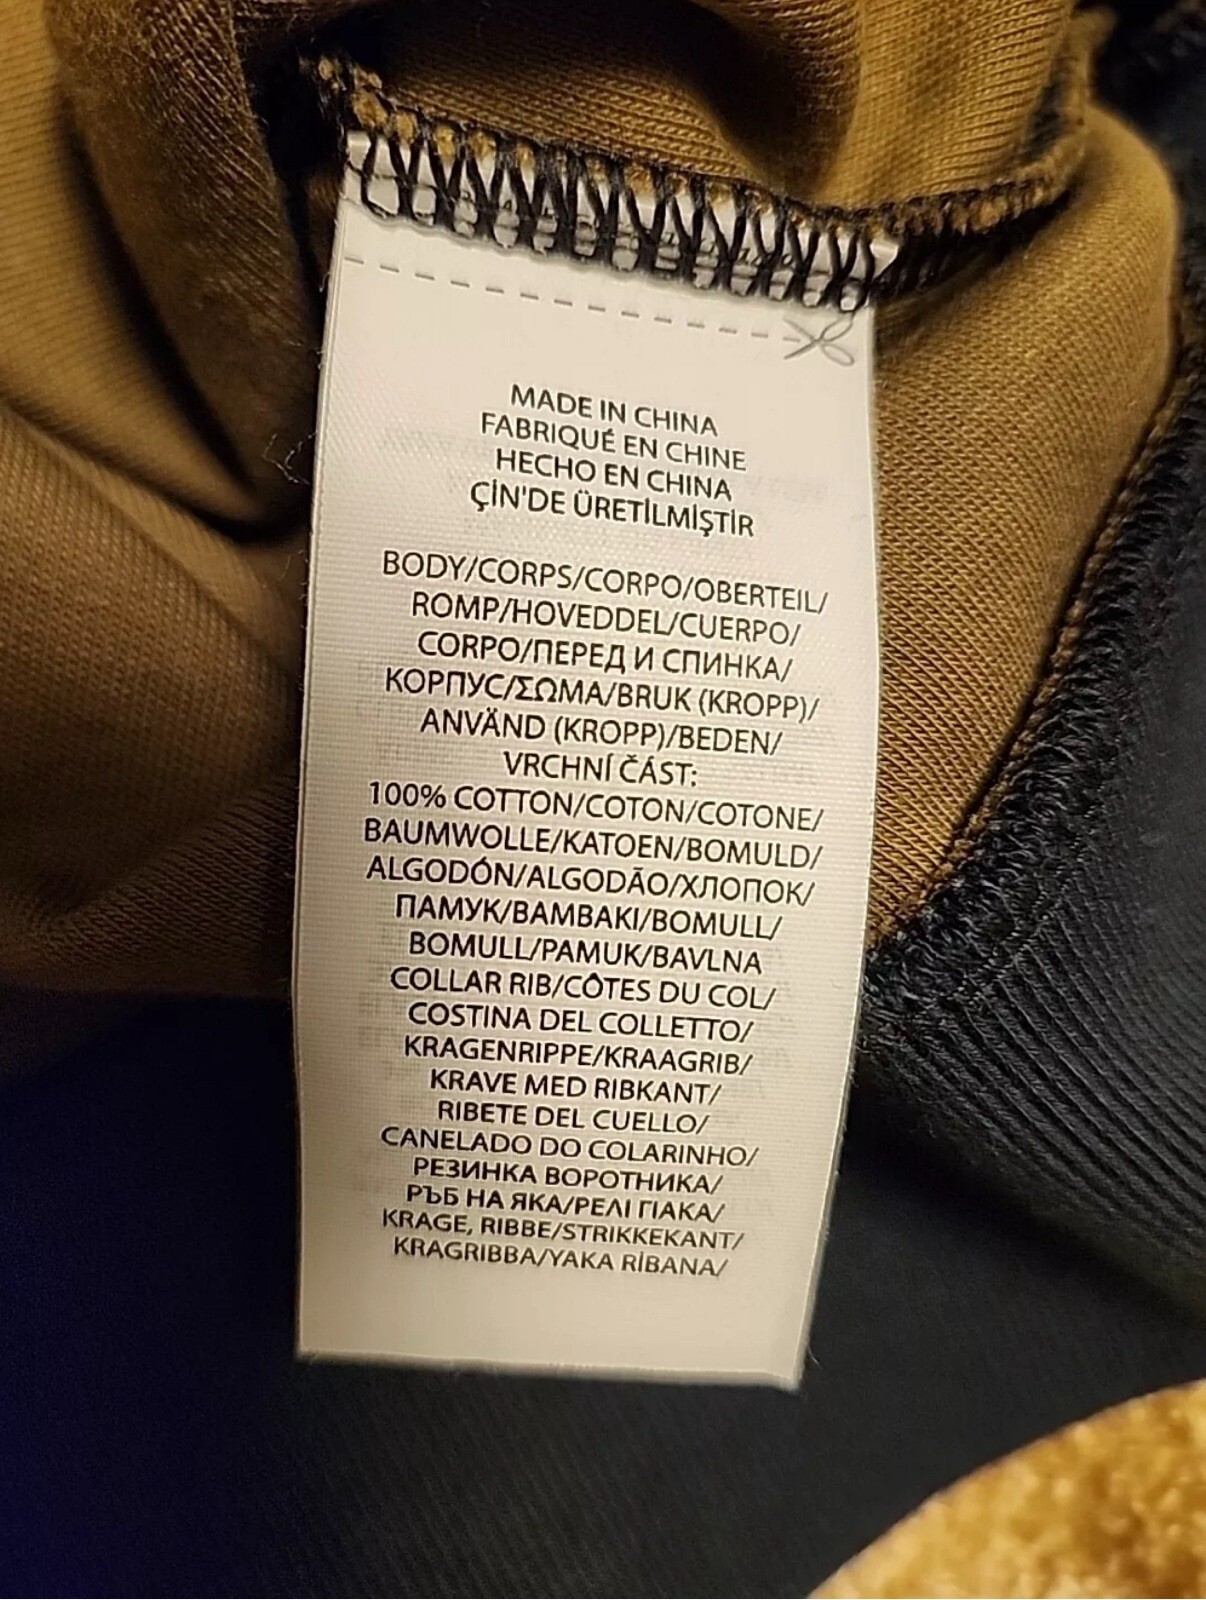 MADE IN CHINA
FABRIQUÉ EN CHINE
HECHO EN CHINA
ÇİN'DE ÜRETİLMİŞTİR
BODY/CORPS/CORPO/OBERTEIL/
ROMP/HOVEDDEL/CUERPO/
CORPO/ПЕРЕД И СПИНКА/
КОРПУС/ΣΩΜΑ/BRUK (KROPP)/
ANVÄND (KROPP)/BEDEN/
VRCHNÍ ČÁST:
100% COTTON/COTON/COTONE/
BAUMWOLLE/KATOEN/BOMULD/
ALGODÓN/ALGODÃO/ХЛОПОК/
ПАМУК/ΒΑΜΒΑΚΙ/BOMULL/
BOMULL/PAMUK/BAVLNA
COLLAR RIB/CÔTES DU COL/
COSTINA DEL COLLETTO/
KRAGENRIPPE/KRAAGRIB/
KRAVE MED RIBKANT/
RIBETE DEL CUELLO/
CANELADO DO COLARINHO/
РЕЗИНКА ВОРОТНИКА/
РЪБ НА ЯКА/ΡΕΛΙ ΓΙΑΚΑ/
KRAGE, RIBBE/STRIKKEKANT/
KRAGRIBBA/YAKA RİBANA/